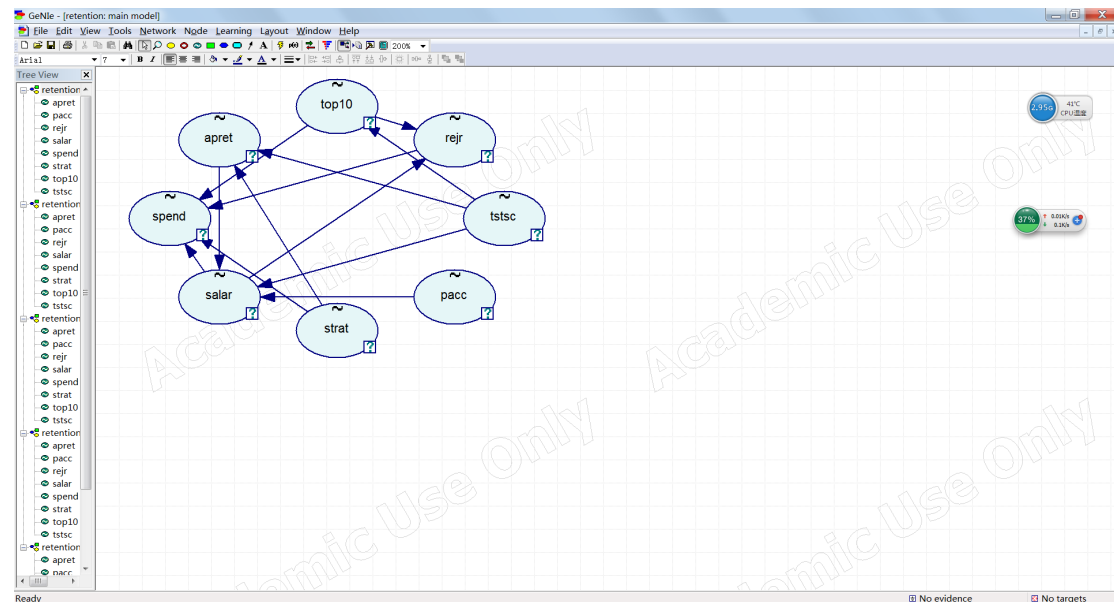 GeNIe - [retention: main model]
File Edit View Tools Network Node Learning Layout Window Help
A 200%
Arial 7 B I A
Tree View
retention
apret
pacc
rejr
salar
spend
strat
top10
tstsc
retention
apret
pacc
rejr
salar
spend
strat
top10
tstsc
retention
apret
pacc
rejr
salar
spend
strat
top10
tstsc
retention
apret
pacc
rejr
salar
spend
strat
top10
tstsc
retention
apret
pacc
top10
apret
rejr
spend
tstsc
salar
pacc
strat
2.95G
41℃
CPU温度
37%
0.01K/s
0.1K/s
Academic Use Only
Academic Use Only
Academic Use Only
Academic Use Only
Ready
No evidence
No targets